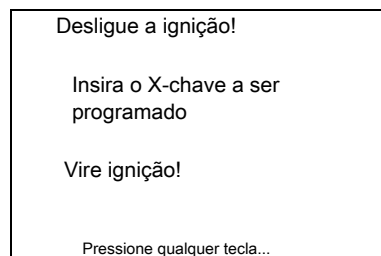 Desligue a ignição!
Insira o X-chave a ser
programado
Vire ignição!
Pressione qualquer tecla...